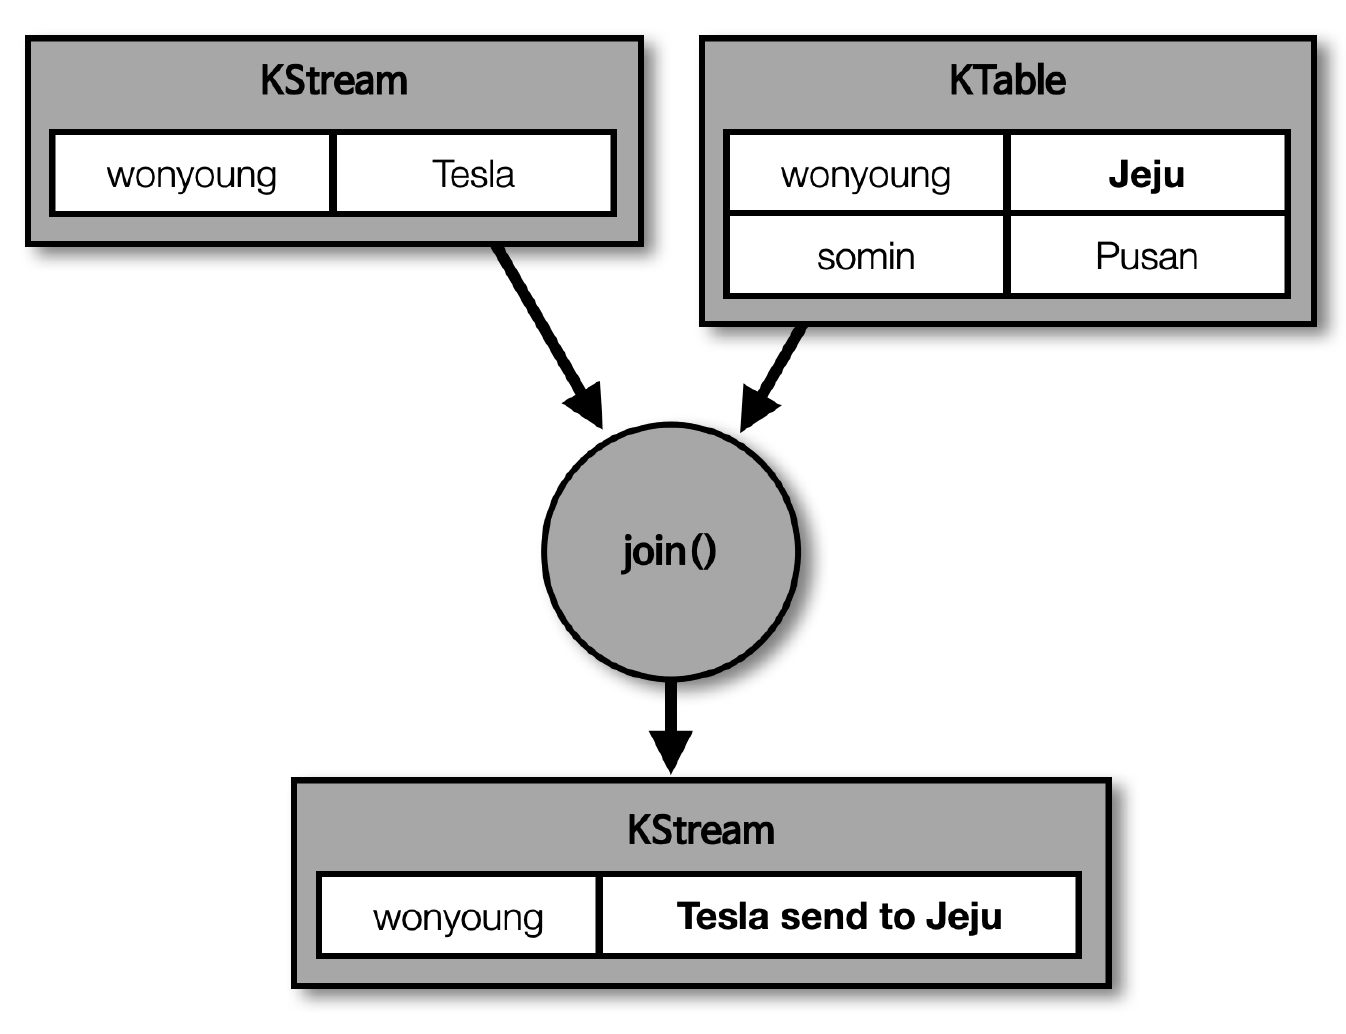 KStream
wonyoung Tesla
KTable
wonyoung Jeju
somin Pusan
join()
KStream
wonyoung Tesla send to Jeju